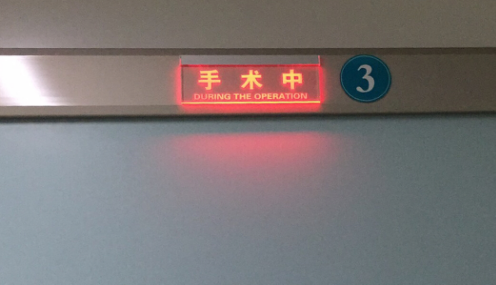 手术中
DURING THE OPERATION
3